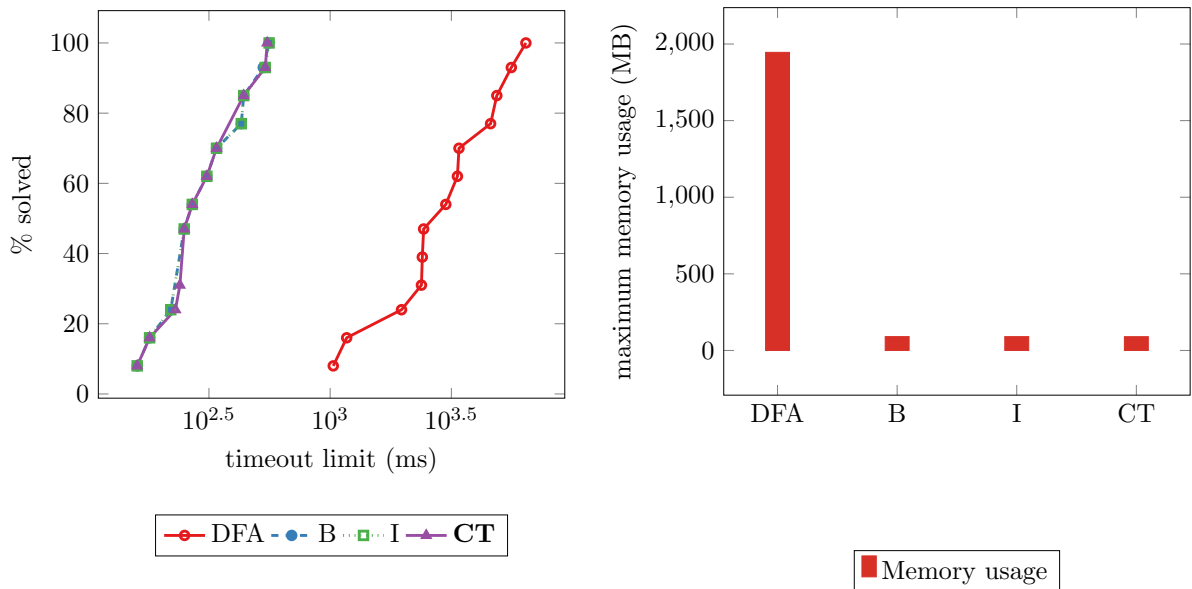 % solved
100
80
60
40
20
0
10^2.5
10^3
10^3.5
timeout limit (ms)
DFA B I CT
maximum memory usage (MB)
2,000
1,500
1,000
500
0
DFA
B
I
CT
Memory usage